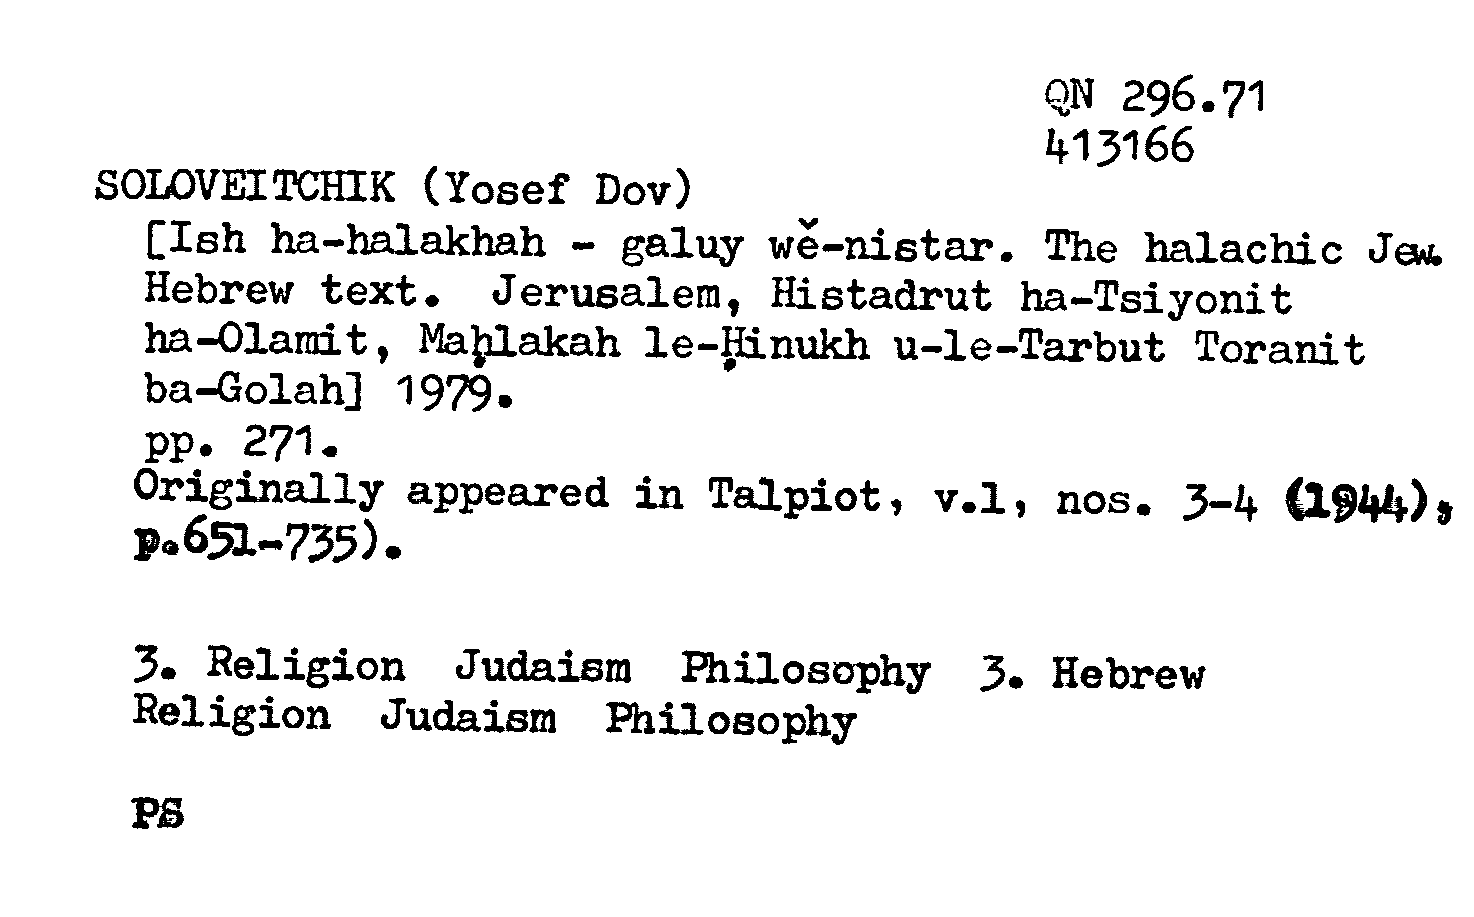 QN 296.71
413166
SOLOVEITCHIK (Yosef Dov)
[Ish ha-halakhah - galuy wĕ-nistar. The halachic Jew.
Hebrew text. Jerusalem, Histadrut ha-Tsiyonit
ha-Olamit, Maḥlakah le-Ḥinukh u-le-Tarbut Toranit
ba-Golah] 1979.
pp. 271.
Originally appeared in Talpiot, v.1, nos. 3-4 (1944),
p.651-735).
3. Religion Judaism Philosophy 3. Hebrew
Religion Judaism Philosophy
PS